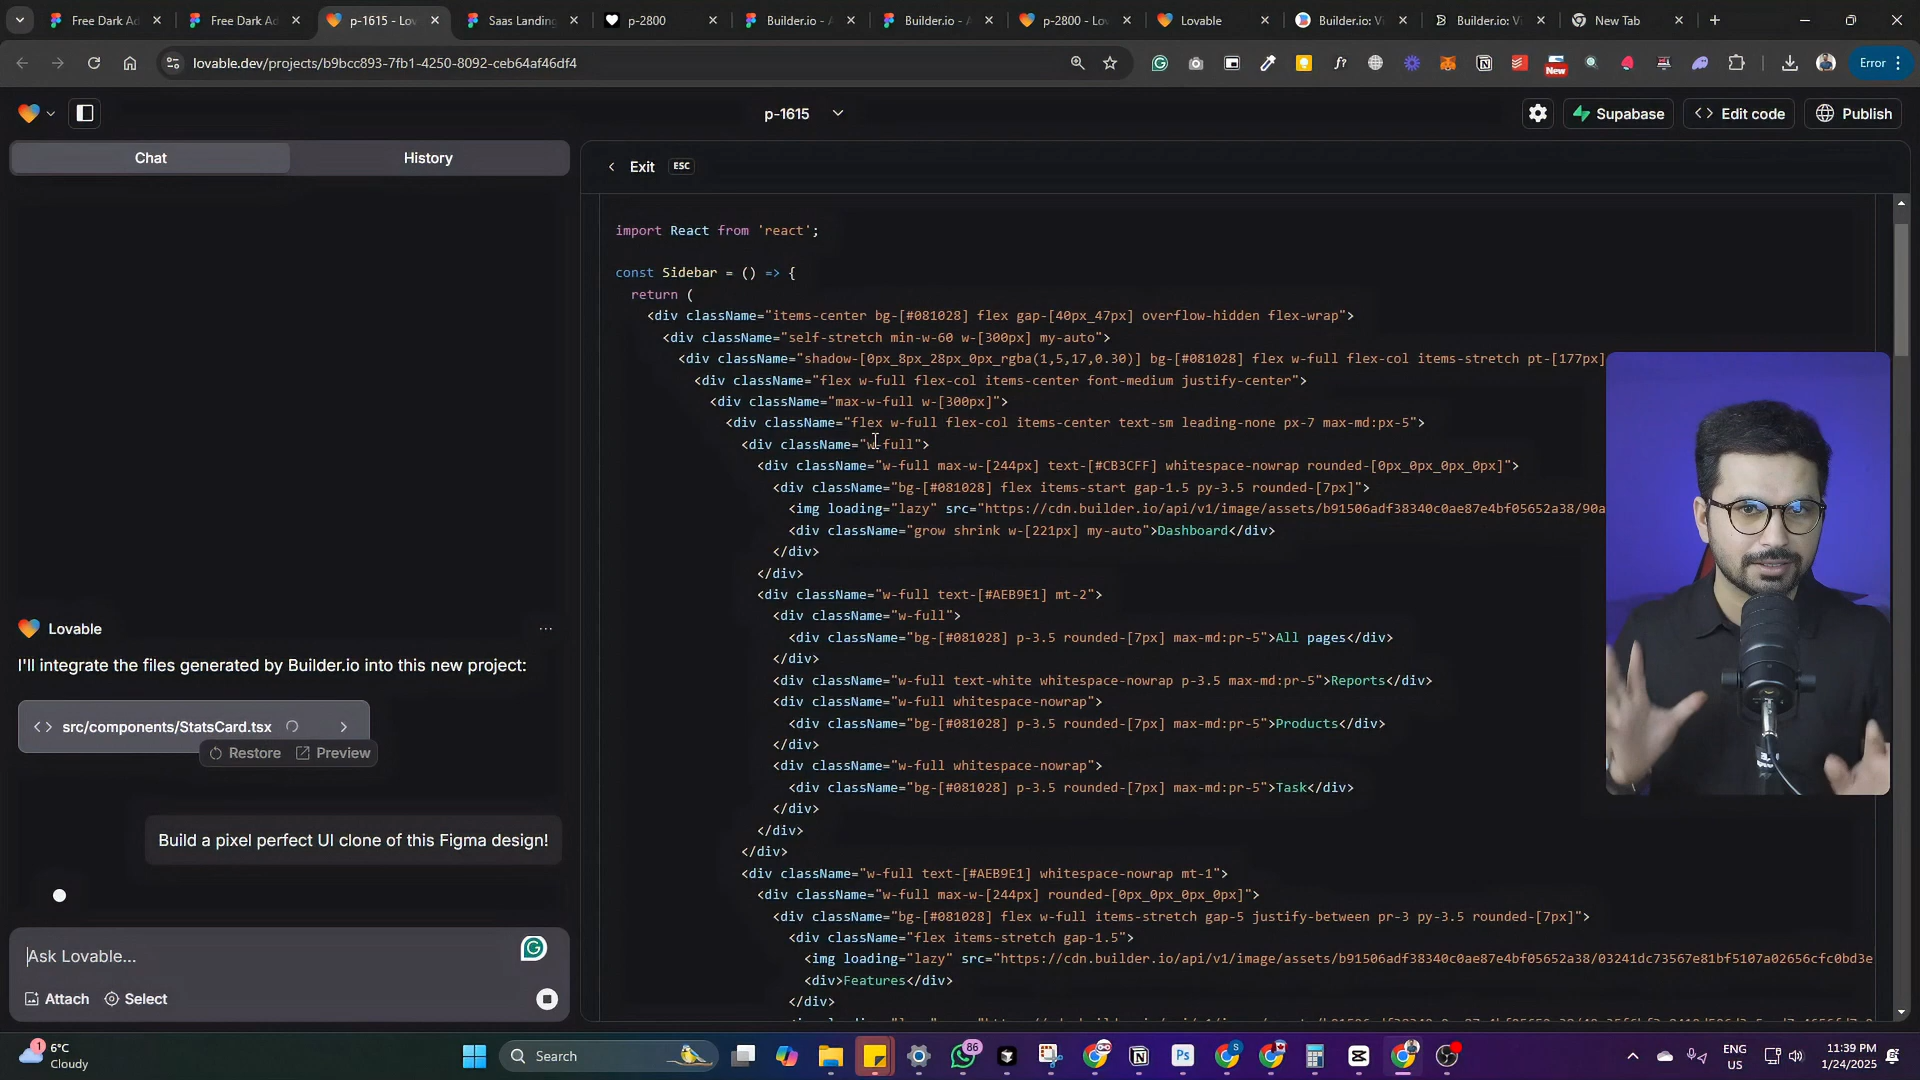 Free Dark Ad
Free Dark Ad
p-1615 - Lov
Saas Landing
p-2800
Builder.io - A
Builder.io - A
p-2800 - Lov
Lovable
Builder.io: Vi
Builder.io: Vi
New Tab
lovable.dev/projects/b9bcc893-7fb1-4250-8092-ceb64af46df4
New
Error
p-1615
Supabase
Edit code
Publish
Chat
History
Exit
ESC
import React from 'react';
const Sidebar = () => {
return (
<div className="items-center bg-[#081028] flex gap-[40px_47px] overflow-hidden flex-wrap">
<div className="self-stretch min-w-60 w-[300px] my-auto">
<div className="shadow-[0px_8px_28px_0px_rgba(1,5,17,0.30)] bg-[#081028] flex w-full flex-col items-stretch pt-[177px]
<div className="flex w-full flex-col items-center font-medium justify-center">
<div className="max-w-full w-[300px]">
<div className="flex w-full flex-col items-center text-sm leading-none px-7 max-md:px-5">
<div className="w-full">
<div className="w-full max-w-[244px] text-[#CB3CFF] whitespace-nowrap rounded-[0px_0px_0px_0px]">
<div className="bg-[#081028] flex items-start gap-1.5 py-3.5 rounded-[7px]">
<img loading="lazy" src="https://cdn.builder.io/api/v1/image/assets/b91506adf38340c0ae87e4bf05652a38/90a
<div className="grow shrink w-[221px] my-auto">Dashboard</div>
</div>
</div>
<div className="w-full text-[#AEB9E1] mt-2">
<div className="w-full">
<div className="bg-[#081028] p-3.5 rounded-[7px] max-md:pr-5">All pages</div>
</div>
<div className="w-full text-white whitespace-nowrap p-3.5 max-md:pr-5">Reports</div>
<div className="w-full whitespace-nowrap">
<div className="bg-[#081028] p-3.5 rounded-[7px] max-md:pr-5">Products</div>
</div>
<div className="w-full whitespace-nowrap">
<div className="bg-[#081028] p-3.5 rounded-[7px] max-md:pr-5">Task</div>
</div>
</div>
</div>
<div className="w-full text-[#AEB9E1] whitespace-nowrap mt-1">
<div className="w-full max-w-[244px] rounded-[0px_0px_0px_0px]">
<div className="bg-[#081028] flex w-full items-stretch gap-5 justify-between pr-3 py-3.5 rounded-[7px]">
<div className="flex items-stretch gap-1.5">
<img loading="lazy" src="https://cdn.builder.io/api/v1/image/assets/b91506adf38340c0ae87e4bf05652a38/03241dc73567e81bf5107a02656cfc0bd3e
<div>Features</div>
</div>
Lovable
I'll integrate the files generated by Builder.io into this new project:
src/components/StatsCard.tsx
Restore
Preview
Build a pixel perfect UI clone of this Figma design!
Ask Lovable...
Attach
Select
1
6°C
Cloudy
Search
86
ENG
US
11:39 PM
1/24/2025